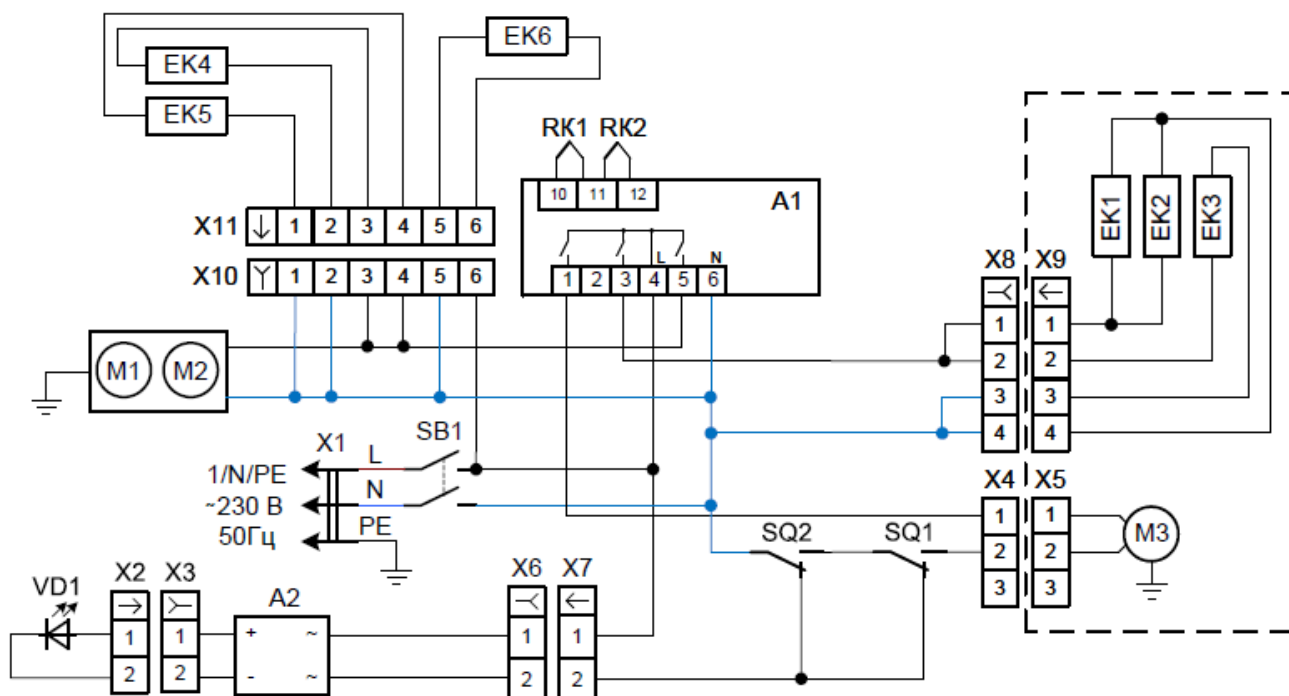 EK4
EK6
EK5
RK1 RK2
10 11 12
A1
X11 1 2 3 4 5 6
L N
X10 1 2 3 4 5 6
1 2 3 4 5 6
EK1 EK2 EK3
X8 X9
1 1
2 2
3 3
4 4
M1 M2
X1 L SB1
1/N/PE
~230 В N
50Гц PE
X4 X5
1 1
2 2
3 3
M3
SQ2 SQ1
VD1 X2 X3 A2 X6 X7
1 1 + ~ 1 1
2 2 - ~ 2 2